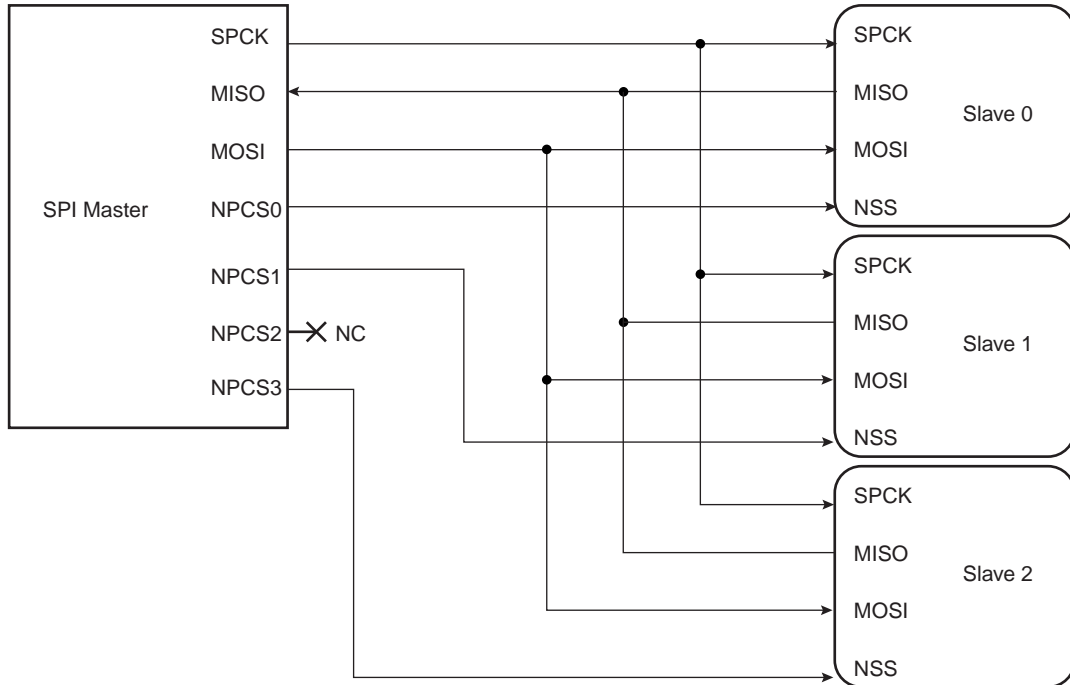 SPI Master
SPCK
MISO
MOSI
NPCS0
NPCS1
NPCS2
NC
NPCS3
SPCK
MISO
Slave 0
MOSI
NSS
SPCK
MISO
Slave 1
MOSI
NSS
SPCK
MISO
Slave 2
MOSI
NSS